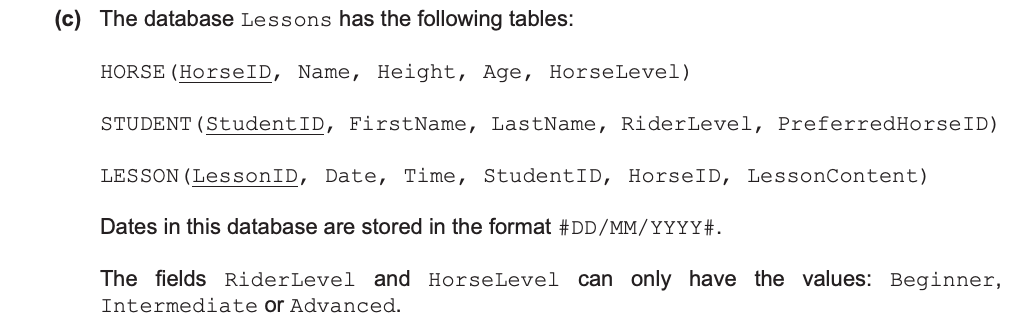 (c) The database Lessons has the following tables:
HORSE(HorseID, Name, Height, Age, HorseLevel)
STUDENT(StudentID, FirstName, LastName, RiderLevel, PreferredHorseID)
LESSON(LessonID, Date, Time, StudentID, HorseID, LessonContent)
Dates in this database are stored in the format #DD/MM/YYYY#.
The fields RiderLevel and HorseLevel can only have the values: Beginner,
Intermediate or Advanced.